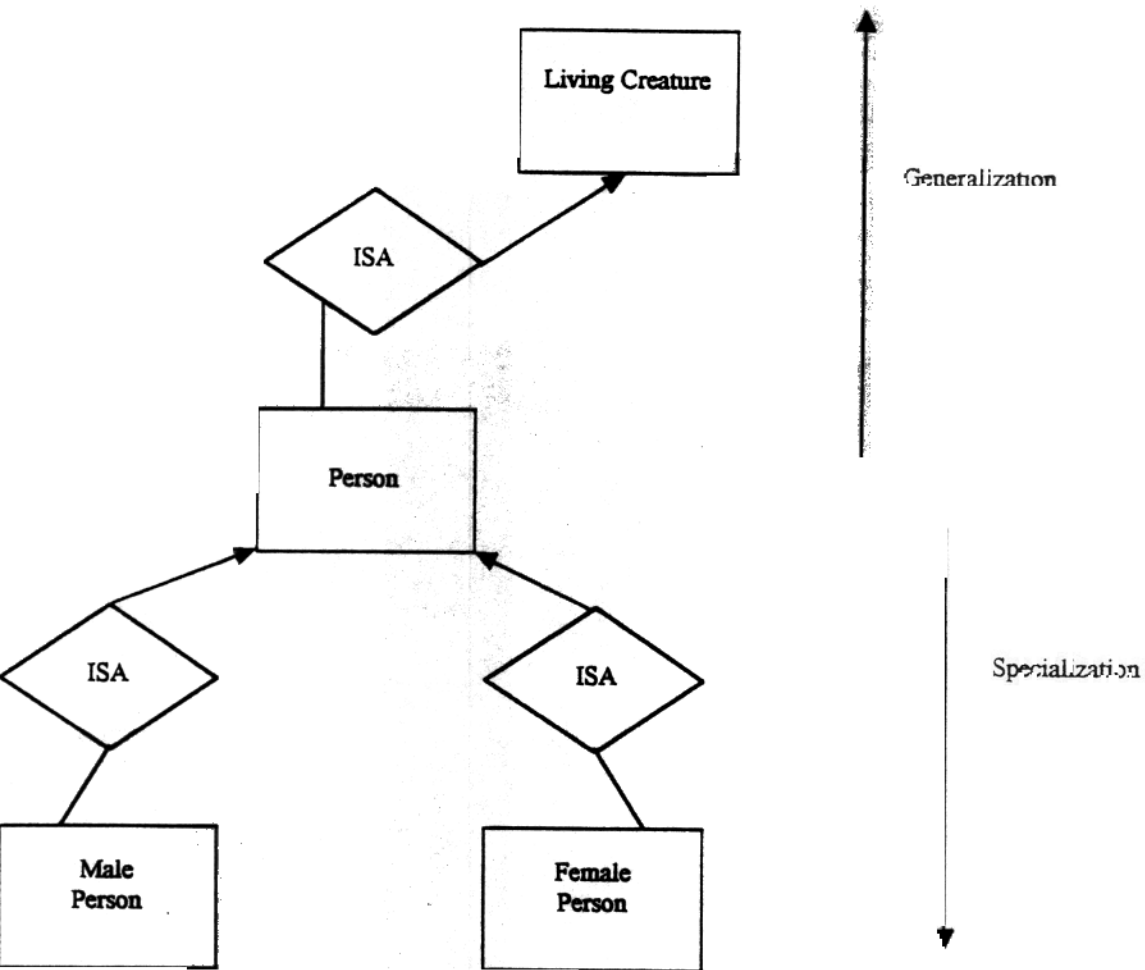 Living Creature
Generalization
ISA
Person
ISA
ISA
Specialization
Male
Person
Female
Person